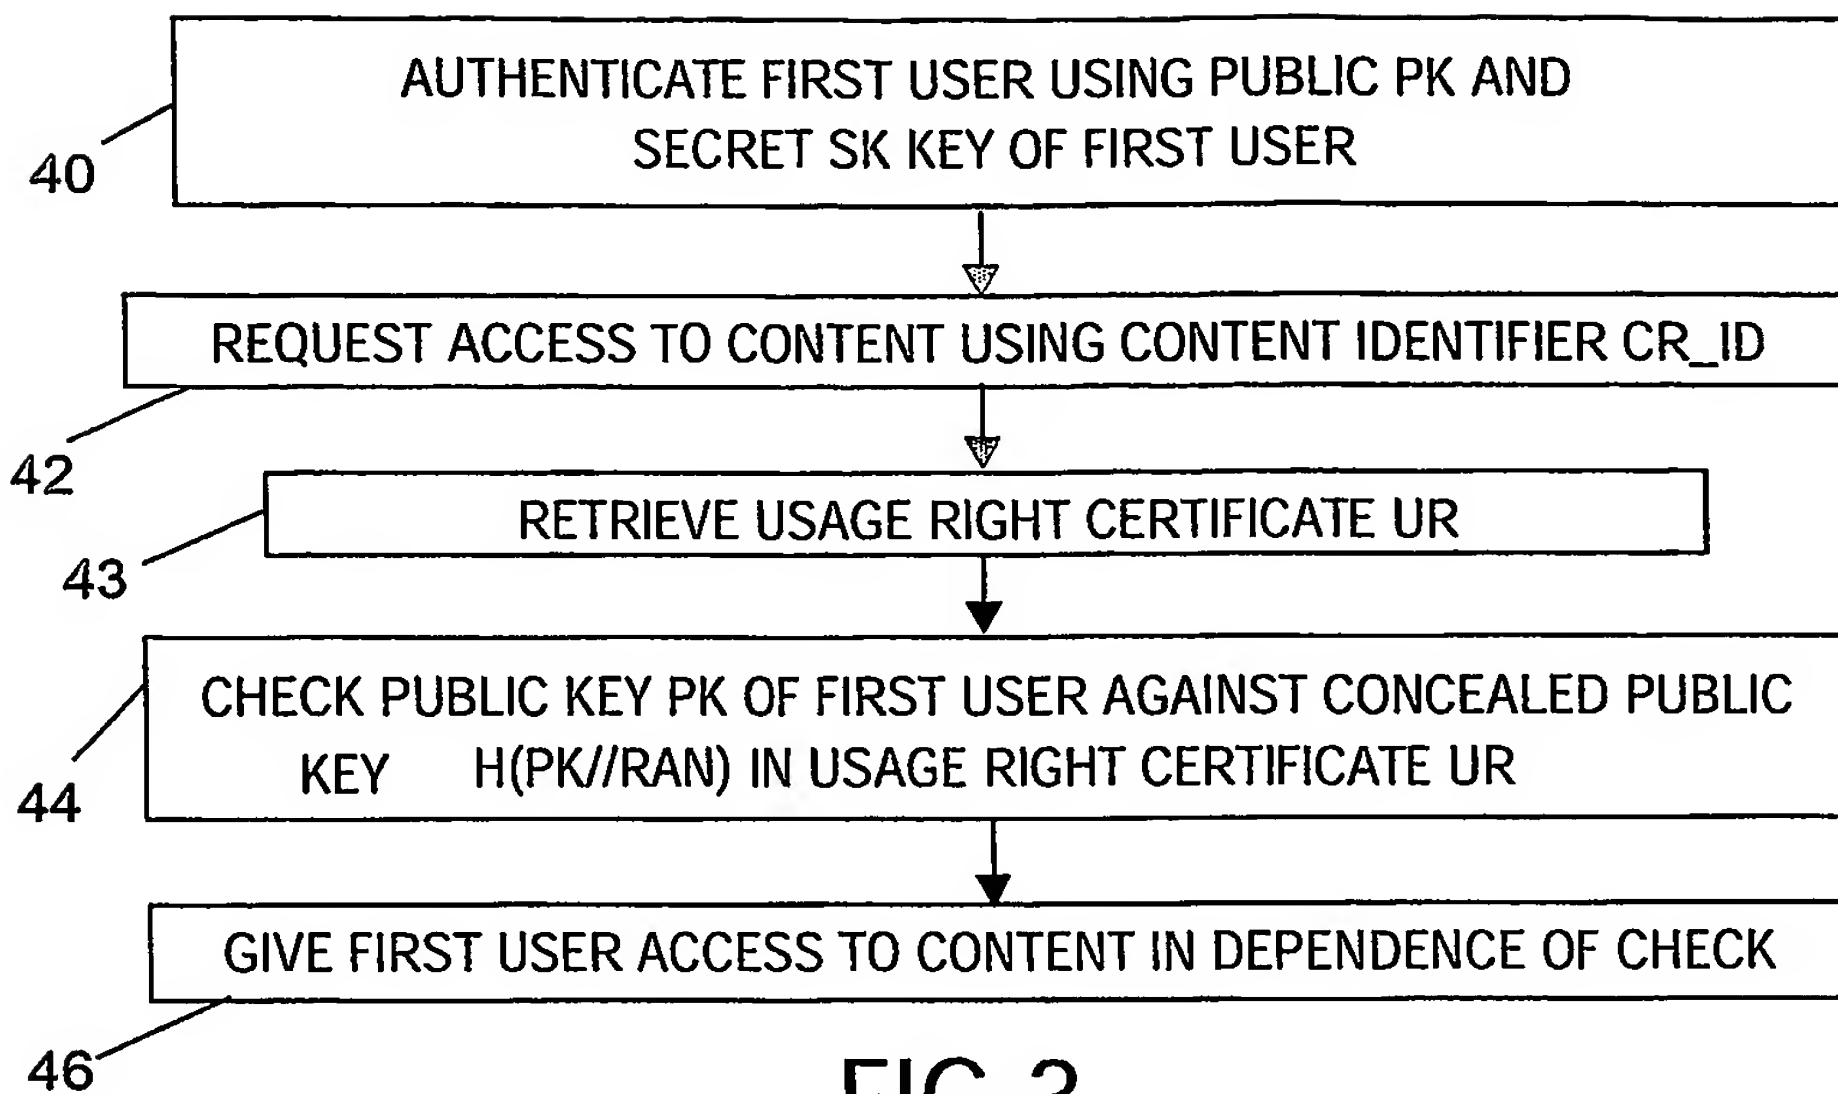 AUTHENTICATE FIRST USER USING PUBLIC PK AND
SECRET SK KEY OF FIRST USER
40
REQUEST ACCESS TO CONTENT USING CONTENT IDENTIFIER CR_ID
42
RETRIEVE USAGE RIGHT CERTIFICATE UR
43
CHECK PUBLIC KEY PK OF FIRST USER AGAINST CONCEALED PUBLIC
KEY H(PK//RAN) IN USAGE RIGHT CERTIFICATE UR
44
GIVE FIRST USER ACCESS TO CONTENT IN DEPENDENCE OF CHECK
46